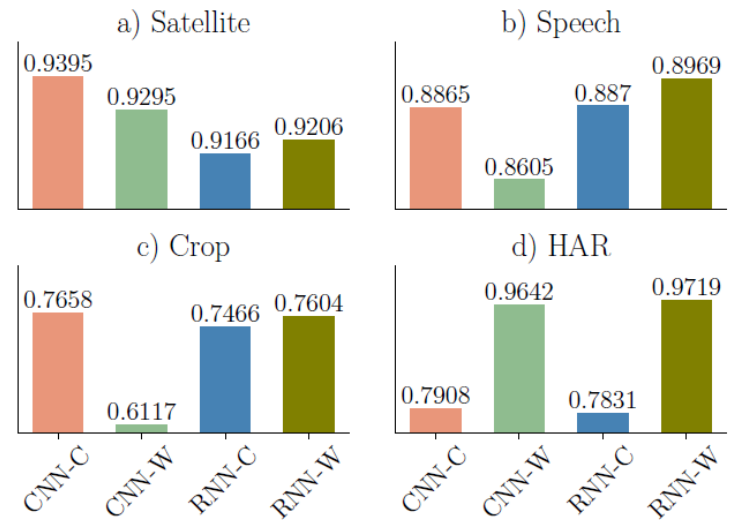 a) Satellite
0.9395
0.9295
0.9166
0.9206
b) Speech
0.8865
0.8605
0.887
0.8969
c) Crop
0.7658
0.6117
0.7466
0.7604
CNN-C
CNN-W
RNN-C
RNN-W
d) HAR
0.7908
0.9642
0.7831
0.9719
CNN-C
CNN-W
RNN-C
RNN-W